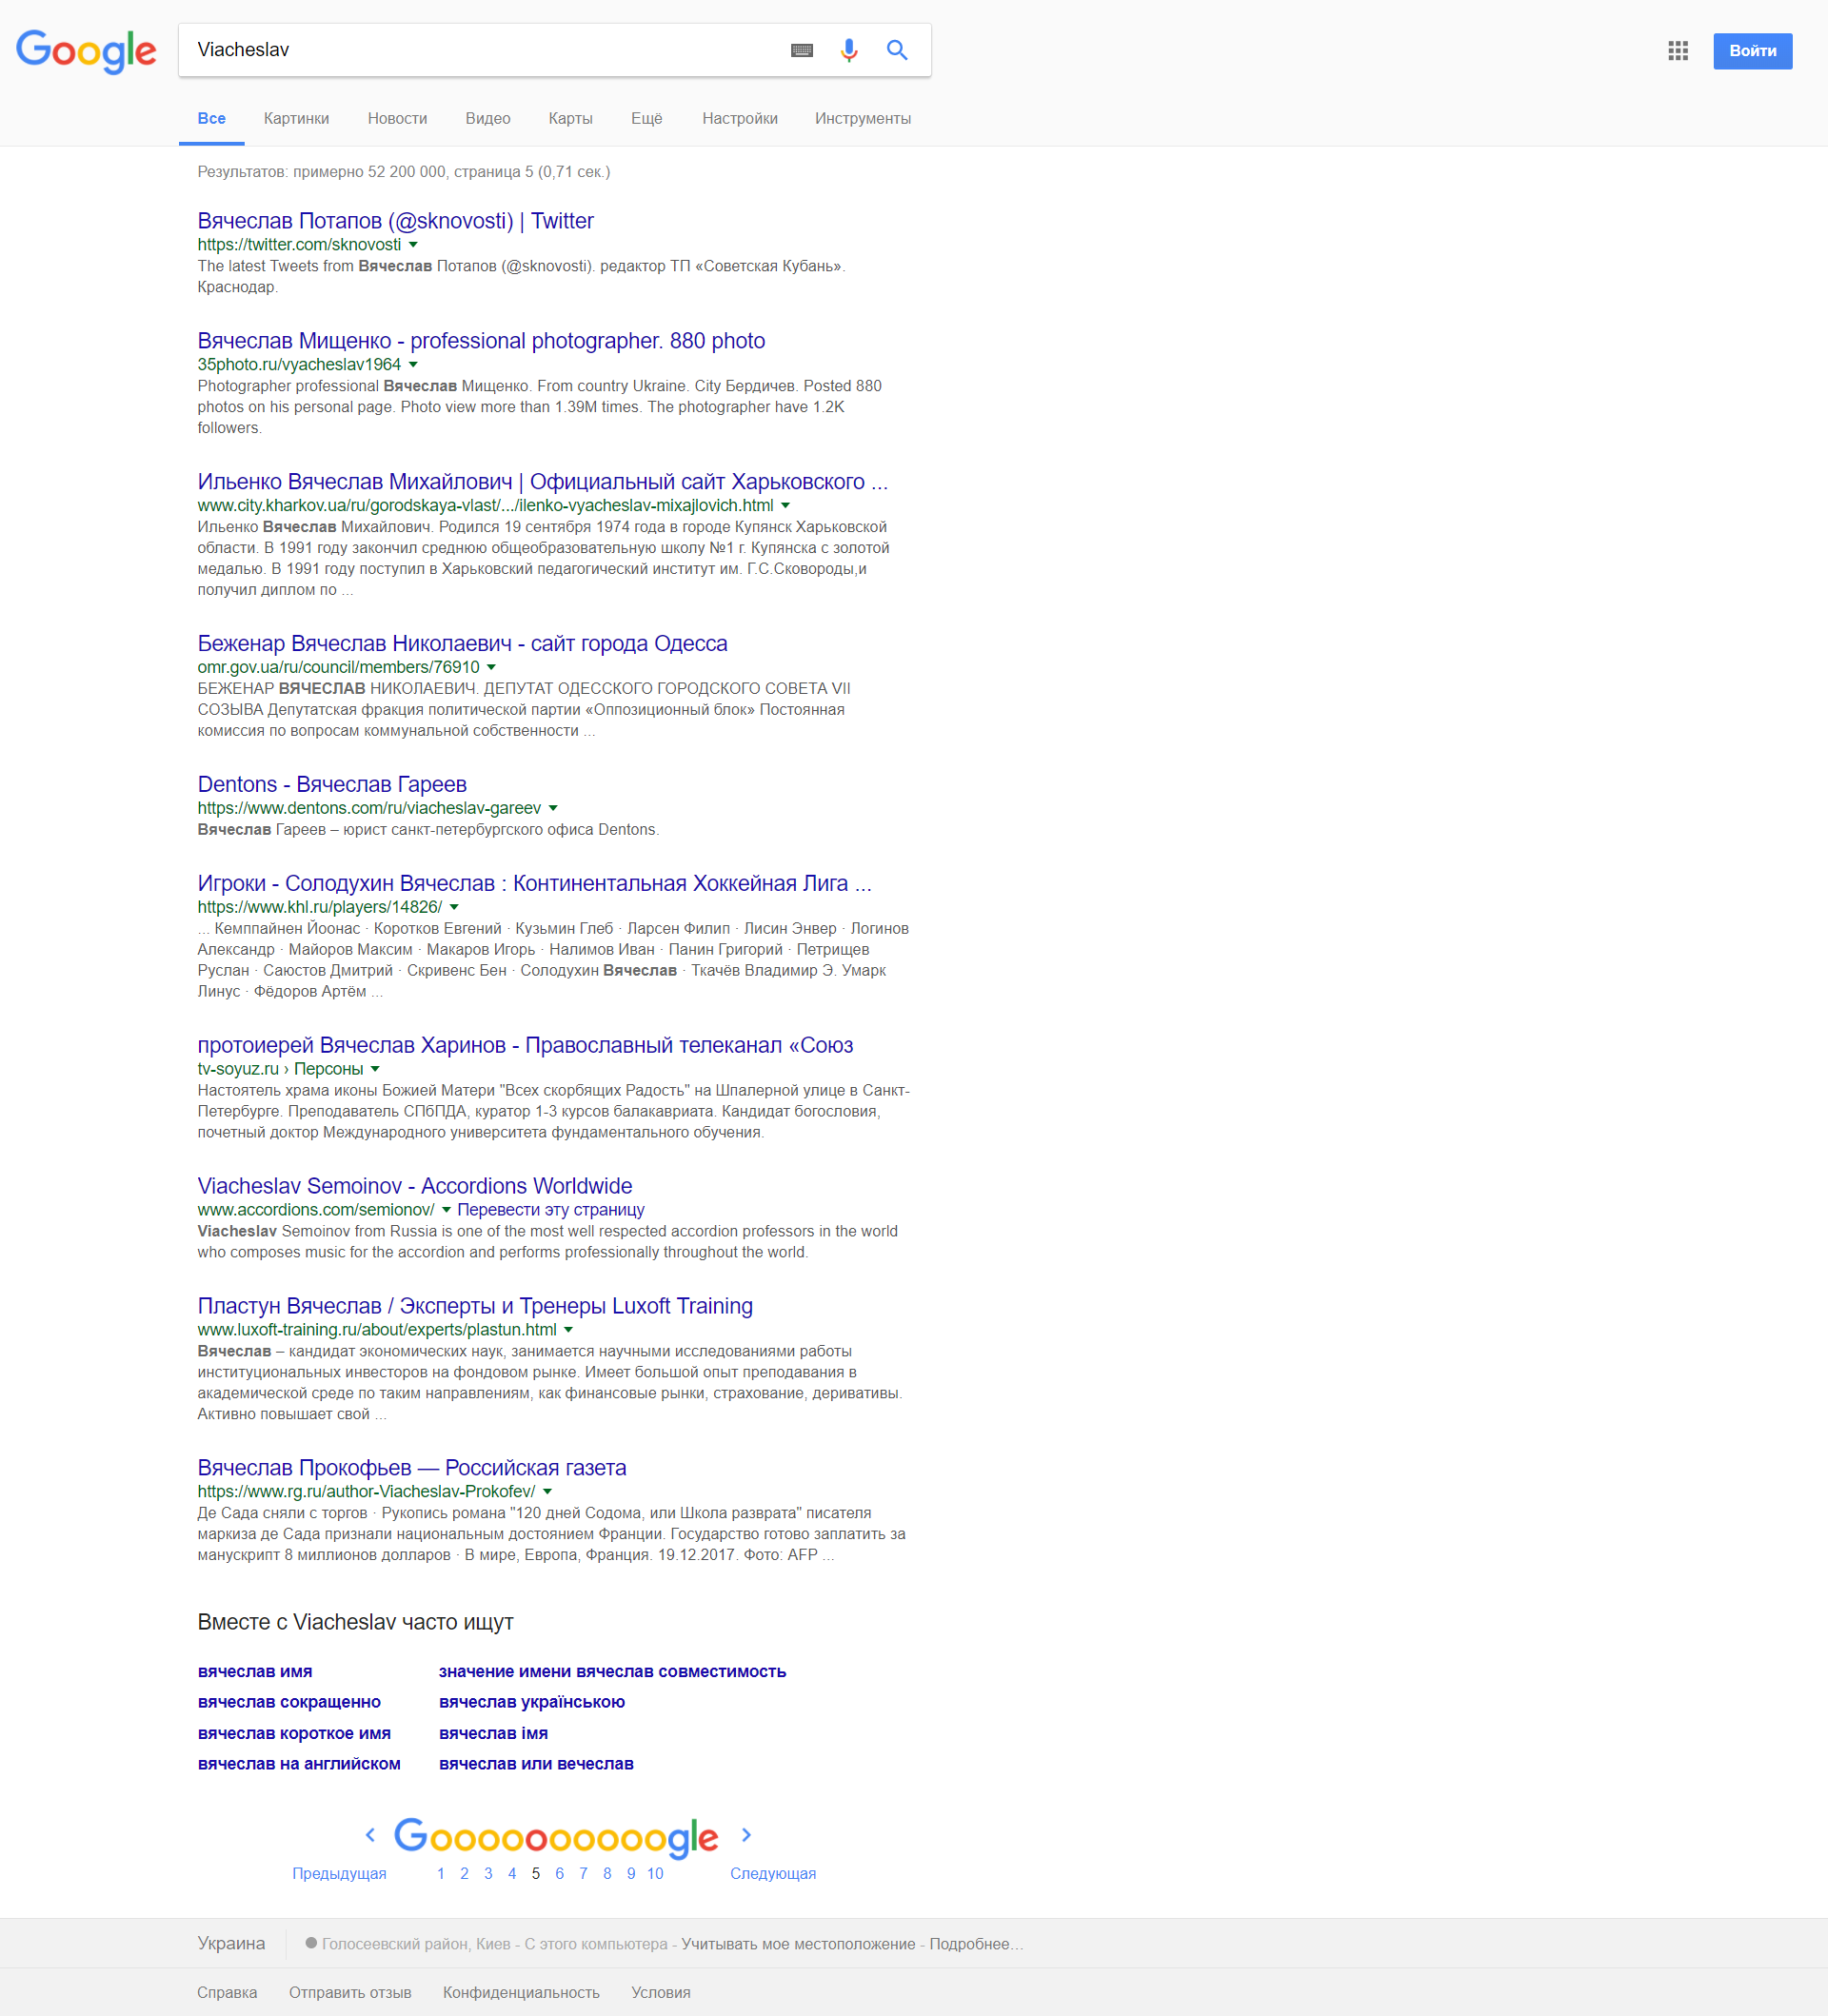 Google
Viacheslav
Войти
Все Картинки Новости Видео Карты Ещё Настройки Инструменты
Результатов: примерно 52 200 000, страница 5 (0,71 сек.)
Вячеслав Потапов (@sknovosti) | Twitter
https://twitter.com/sknovosti
The latest Tweets from Вячеслав Потапов (@sknovosti). редактор ТП «Советская Кубань».
Краснодар.
Вячеслав Мищенко - professional photographer. 880 photo
35photo.ru/vyacheslav1964
Photographer professional Вячеслав Мищенко. From country Ukraine. City Бердичев. Posted 880
photos on his personal page. Photo view more than 1.39M times. The photographer have 1.2K
followers.
Ильенко Вячеслав Михайлович | Официальный сайт Харьковского ...
www.city.kharkov.ua/ru/gorodskaya-vlast/.../ilenko-vyacheslav-mixajlovich.html
Ильенко Вячеслав Михайлович. Родился 19 сентября 1974 года в городе Купянск Харьковской
области. В 1991 году закончил среднюю общеобразовательную школу №1 г. Купянска с золотой
медалью. В 1991 году поступил в Харьковский педагогический институт им. Г.С.Сковороды,и
получил диплом по ...
Беженар Вячеслав Николаевич - сайт города Одесса
omr.gov.ua/ru/council/members/76910
БЕЖЕНАР ВЯЧЕСЛАВ НИКОЛАЕВИЧ. ДЕПУТАТ ОДЕССКОГО ГОРОДСКОГО СОВЕТА VII
СОЗЫВА Депутатская фракция политической партии «Оппозиционный блок» Постоянная
комиссия по вопросам коммунальной собственности ...
Dentons - Вячеслав Гареев
https://www.dentons.com/ru/viacheslav-gareev
Вячеслав Гареев – юрист санкт-петербургского офиса Dentons.
Игроки - Солодухин Вячеслав : Континентальная Хоккейная Лига ...
https://www.khl.ru/players/14826/
... Кемппайнен Йоонас · Коротков Евгений · Кузьмин Глеб · Ларсен Филип · Лисин Энвер · Логинов
Александр · Майоров Максим · Макаров Игорь · Налимов Иван · Панин Григорий · Петрищев
Руслан · Саюстов Дмитрий · Скривенс Бен · Солодухин Вячеслав · Ткачёв Владимир Э. Умарк
Линус · Фёдоров Артём ...
протоиерей Вячеслав Харинов - Православный телеканал «Союз
tv-soyuz.ru › Персоны
Настоятель храма иконы Божией Матери "Всех скорбящих Радость" на Шпалерной улице в Санкт-
Петербурге. Преподаватель СПбПДА, куратор 1-3 курсов балакавриата. Кандидат богословия,
почетный доктор Международного университета фундаментального обучения.
Viacheslav Semoinov - Accordions Worldwide
www.accordions.com/semionov/ Перевести эту страницу
Viacheslav Semoinov from Russia is one of the most well respected accordion professors in the world
who composes music for the accordion and performs professionally throughout the world.
Пластун Вячеслав / Эксперты и Тренеры Luxoft Training
www.luxoft-training.ru/about/experts/plastun.html
Вячеслав – кандидат экономических наук, занимается научными исследованиями работы
институциональных инвесторов на фондовом рынке. Имеет большой опыт преподавания в
академической среде по таким направлениям, как финансовые рынки, страхование, деривативы.
Активно повышает свой ...
Вячеслав Прокофьев — Российская газета
https://www.rg.ru/author-Viacheslav-Prokofev/
Де Сада сняли с торгов · Рукопись романа "120 дней Содома, или Школа разврата" писателя
маркиза де Сада признали национальным достоянием Франции. Государство готово заплатить за
манускрипт 8 миллионов долларов · В мире, Европа, Франция. 19.12.2017. Фото: AFP ...
Вместе с Viacheslav часто ищут
вячеслав имя значение имени вячеслав совместимость
вячеслав сокращенно вячеслав українською
вячеслав короткое имя вячеслав імя
вячеслав на английском вячеслав или вечеслав
Goooooooooogle
Предыдущая 1 2 3 4 5 6 7 8 9 10 Следующая
Украина Голосеевский район, Киев - С этого компьютера - Учитывать мое местоположение - Подробнее…
Справка Отправить отзыв Конфиденциальность Условия